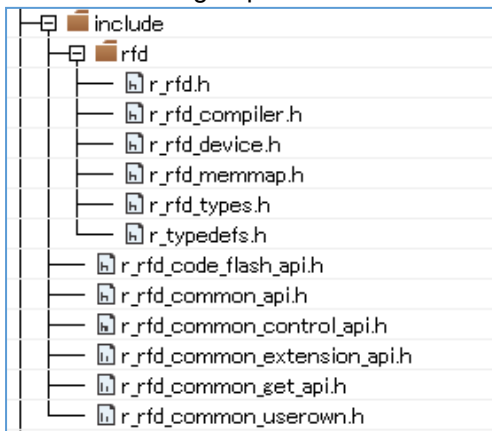 include
rfd
r_rfd.h
r_rfd_compiler.h
r_rfd_device.h
r_rfd_memmap.h
r_rfd_types.h
r_typedefs.h
r_rfd_code_flash_api.h
r_rfd_common_api.h
r_rfd_common_control_api.h
r_rfd_common_extension_api.h
r_rfd_common_get_api.h
r_rfd_common_userown.h